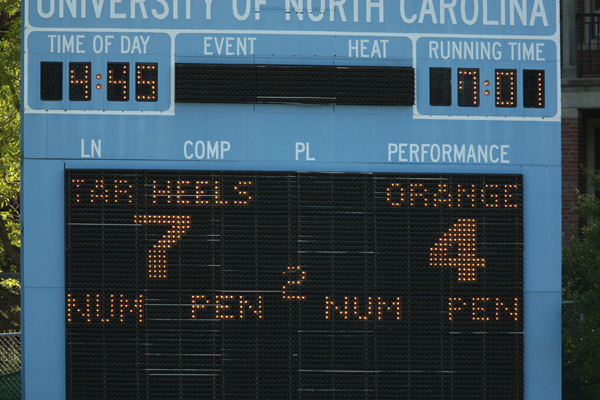 UNIVERSITY OF NORTH CAROLINA
TIME OF DAY EVENT HEAT RUNNING TIME
4:45 7:01
LN COMP PL PERFORMANCE
TAR HEELS ORANGE
7 4
2
NUM PEN NUM PEN